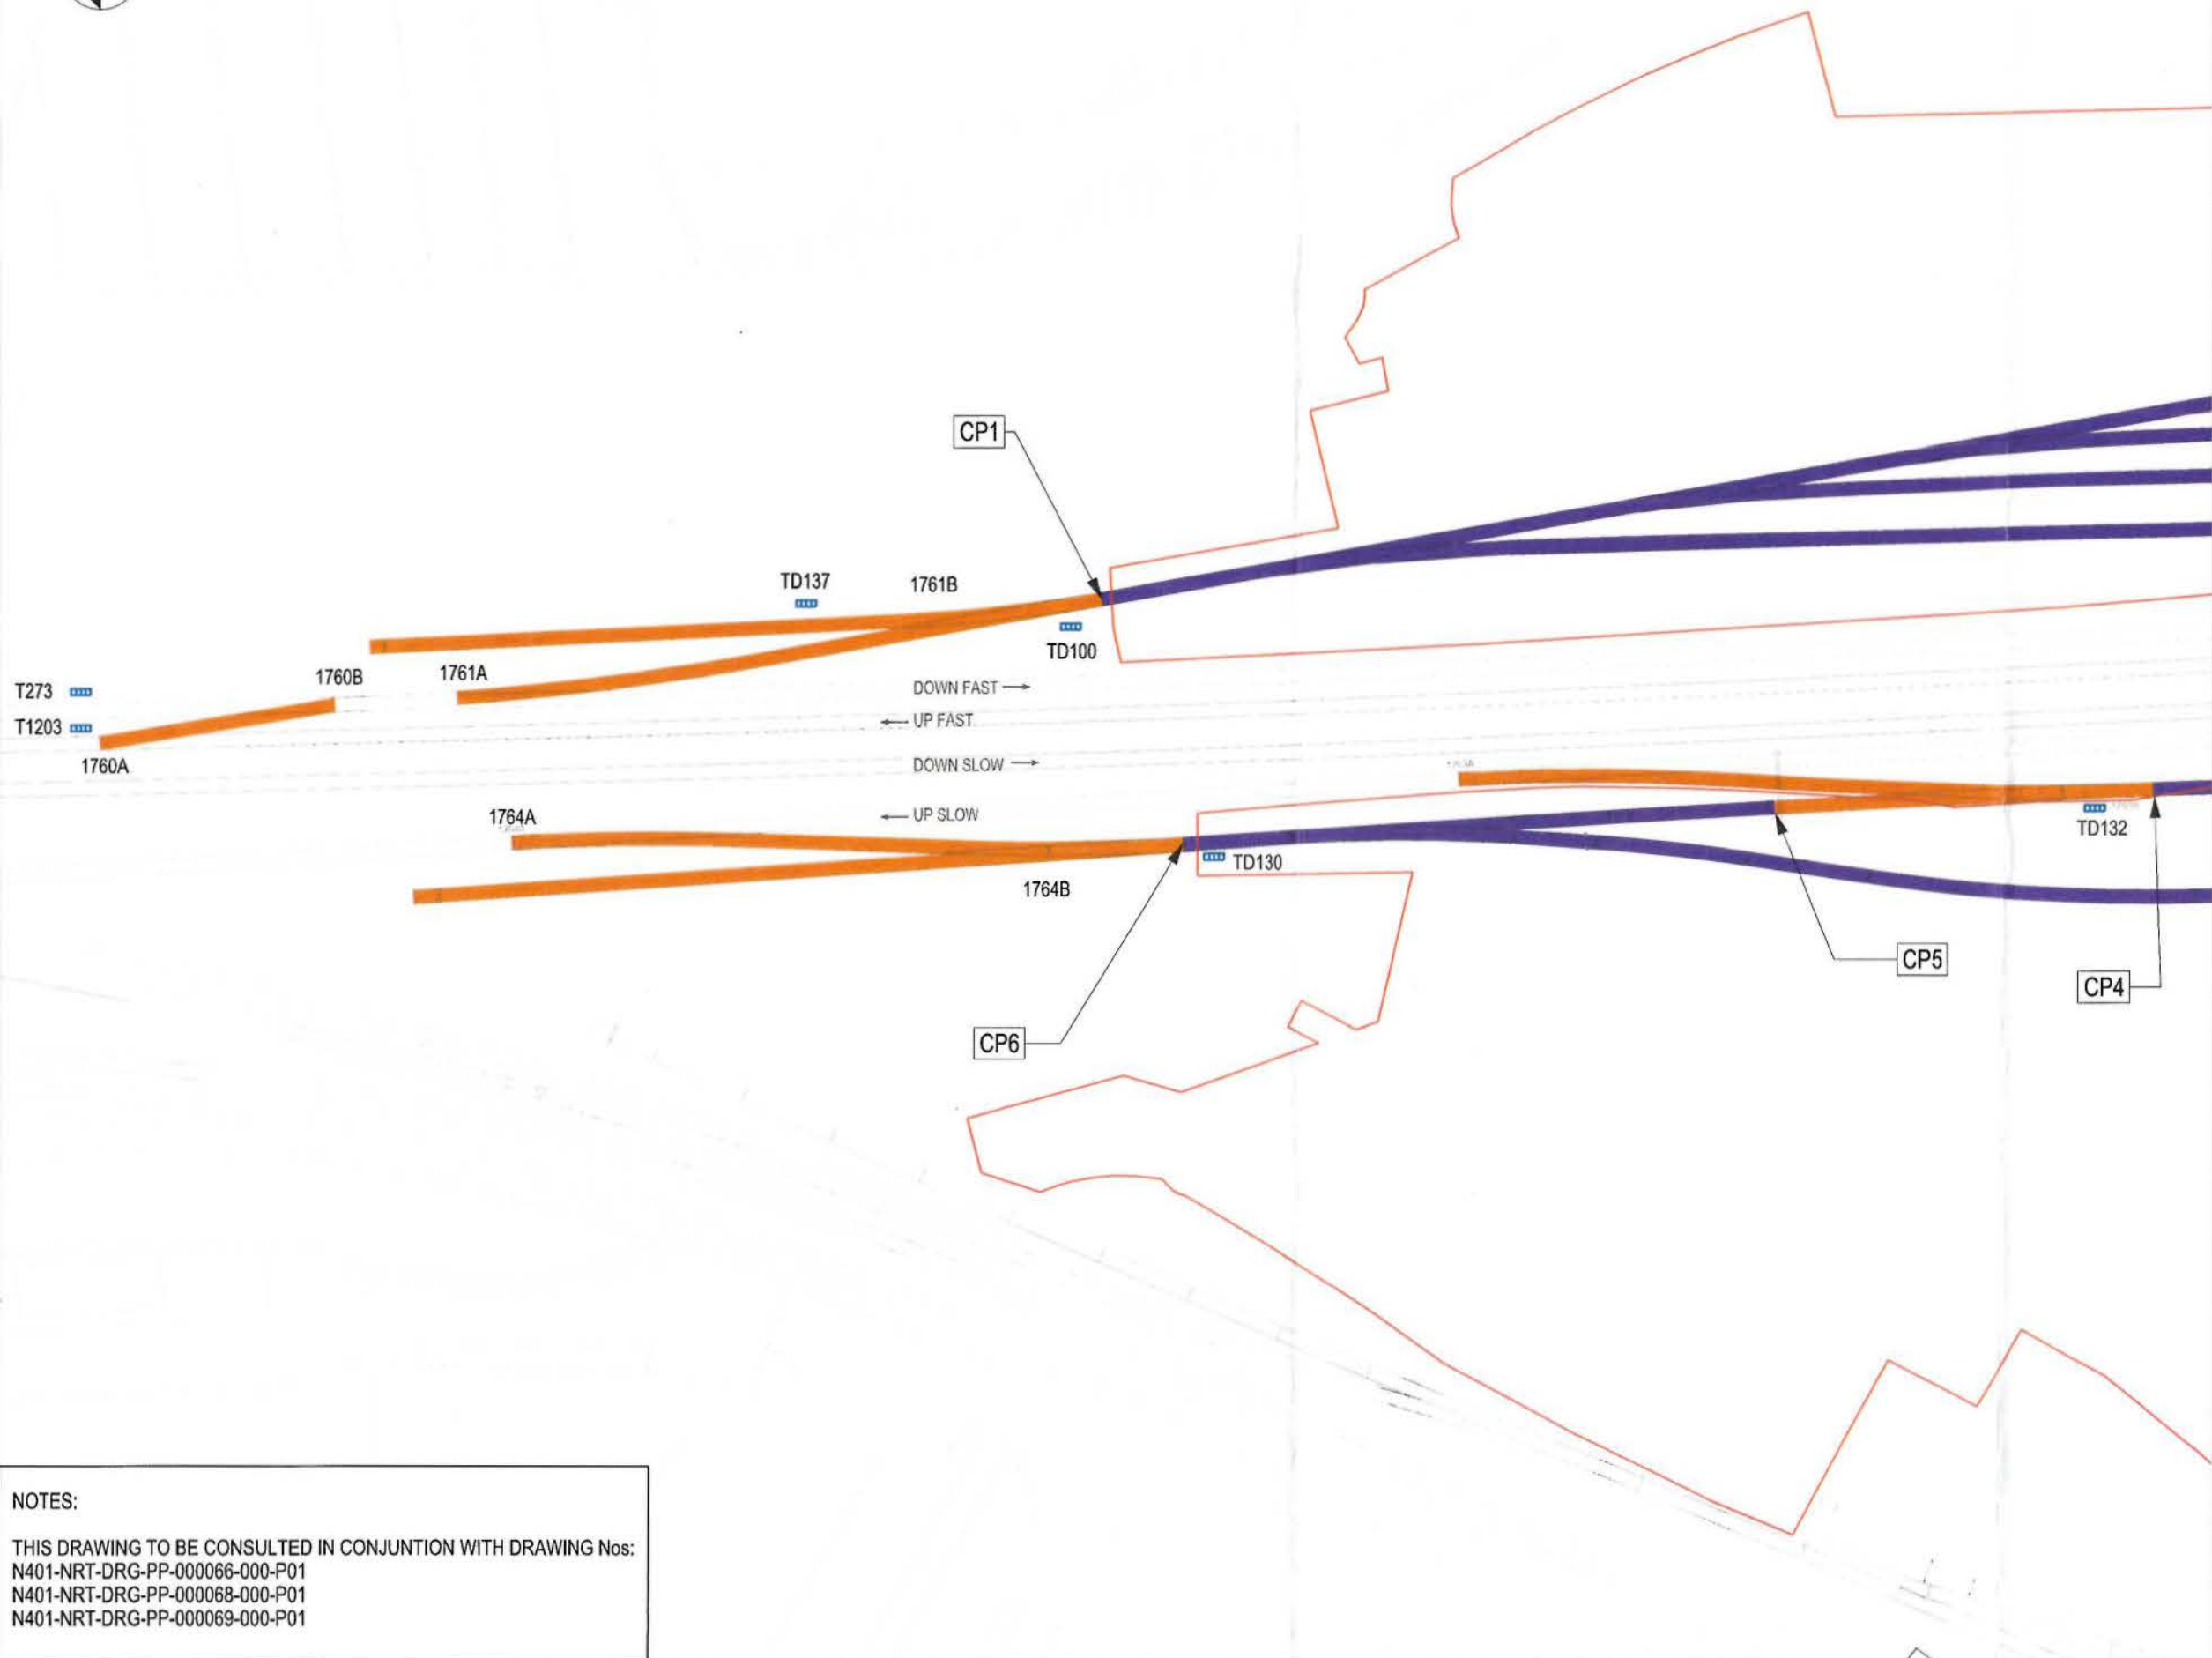 CP1
TD137
1761B
TD100
1760B
1761A
T273
T1203
1760A
DOWN FAST →
← UP FAST
DOWN SLOW →
← UP SLOW
1764A
1764B
TD130
TD132
CP5
CP4
CP6
NOTES:
THIS DRAWING TO BE CONSULTED IN CONJUNTION WITH DRAWING Nos:
N401-NRT-DRG-PP-000066-000-P01
N401-NRT-DRG-PP-000068-000-P01
N401-NRT-DRG-PP-000069-000-P01